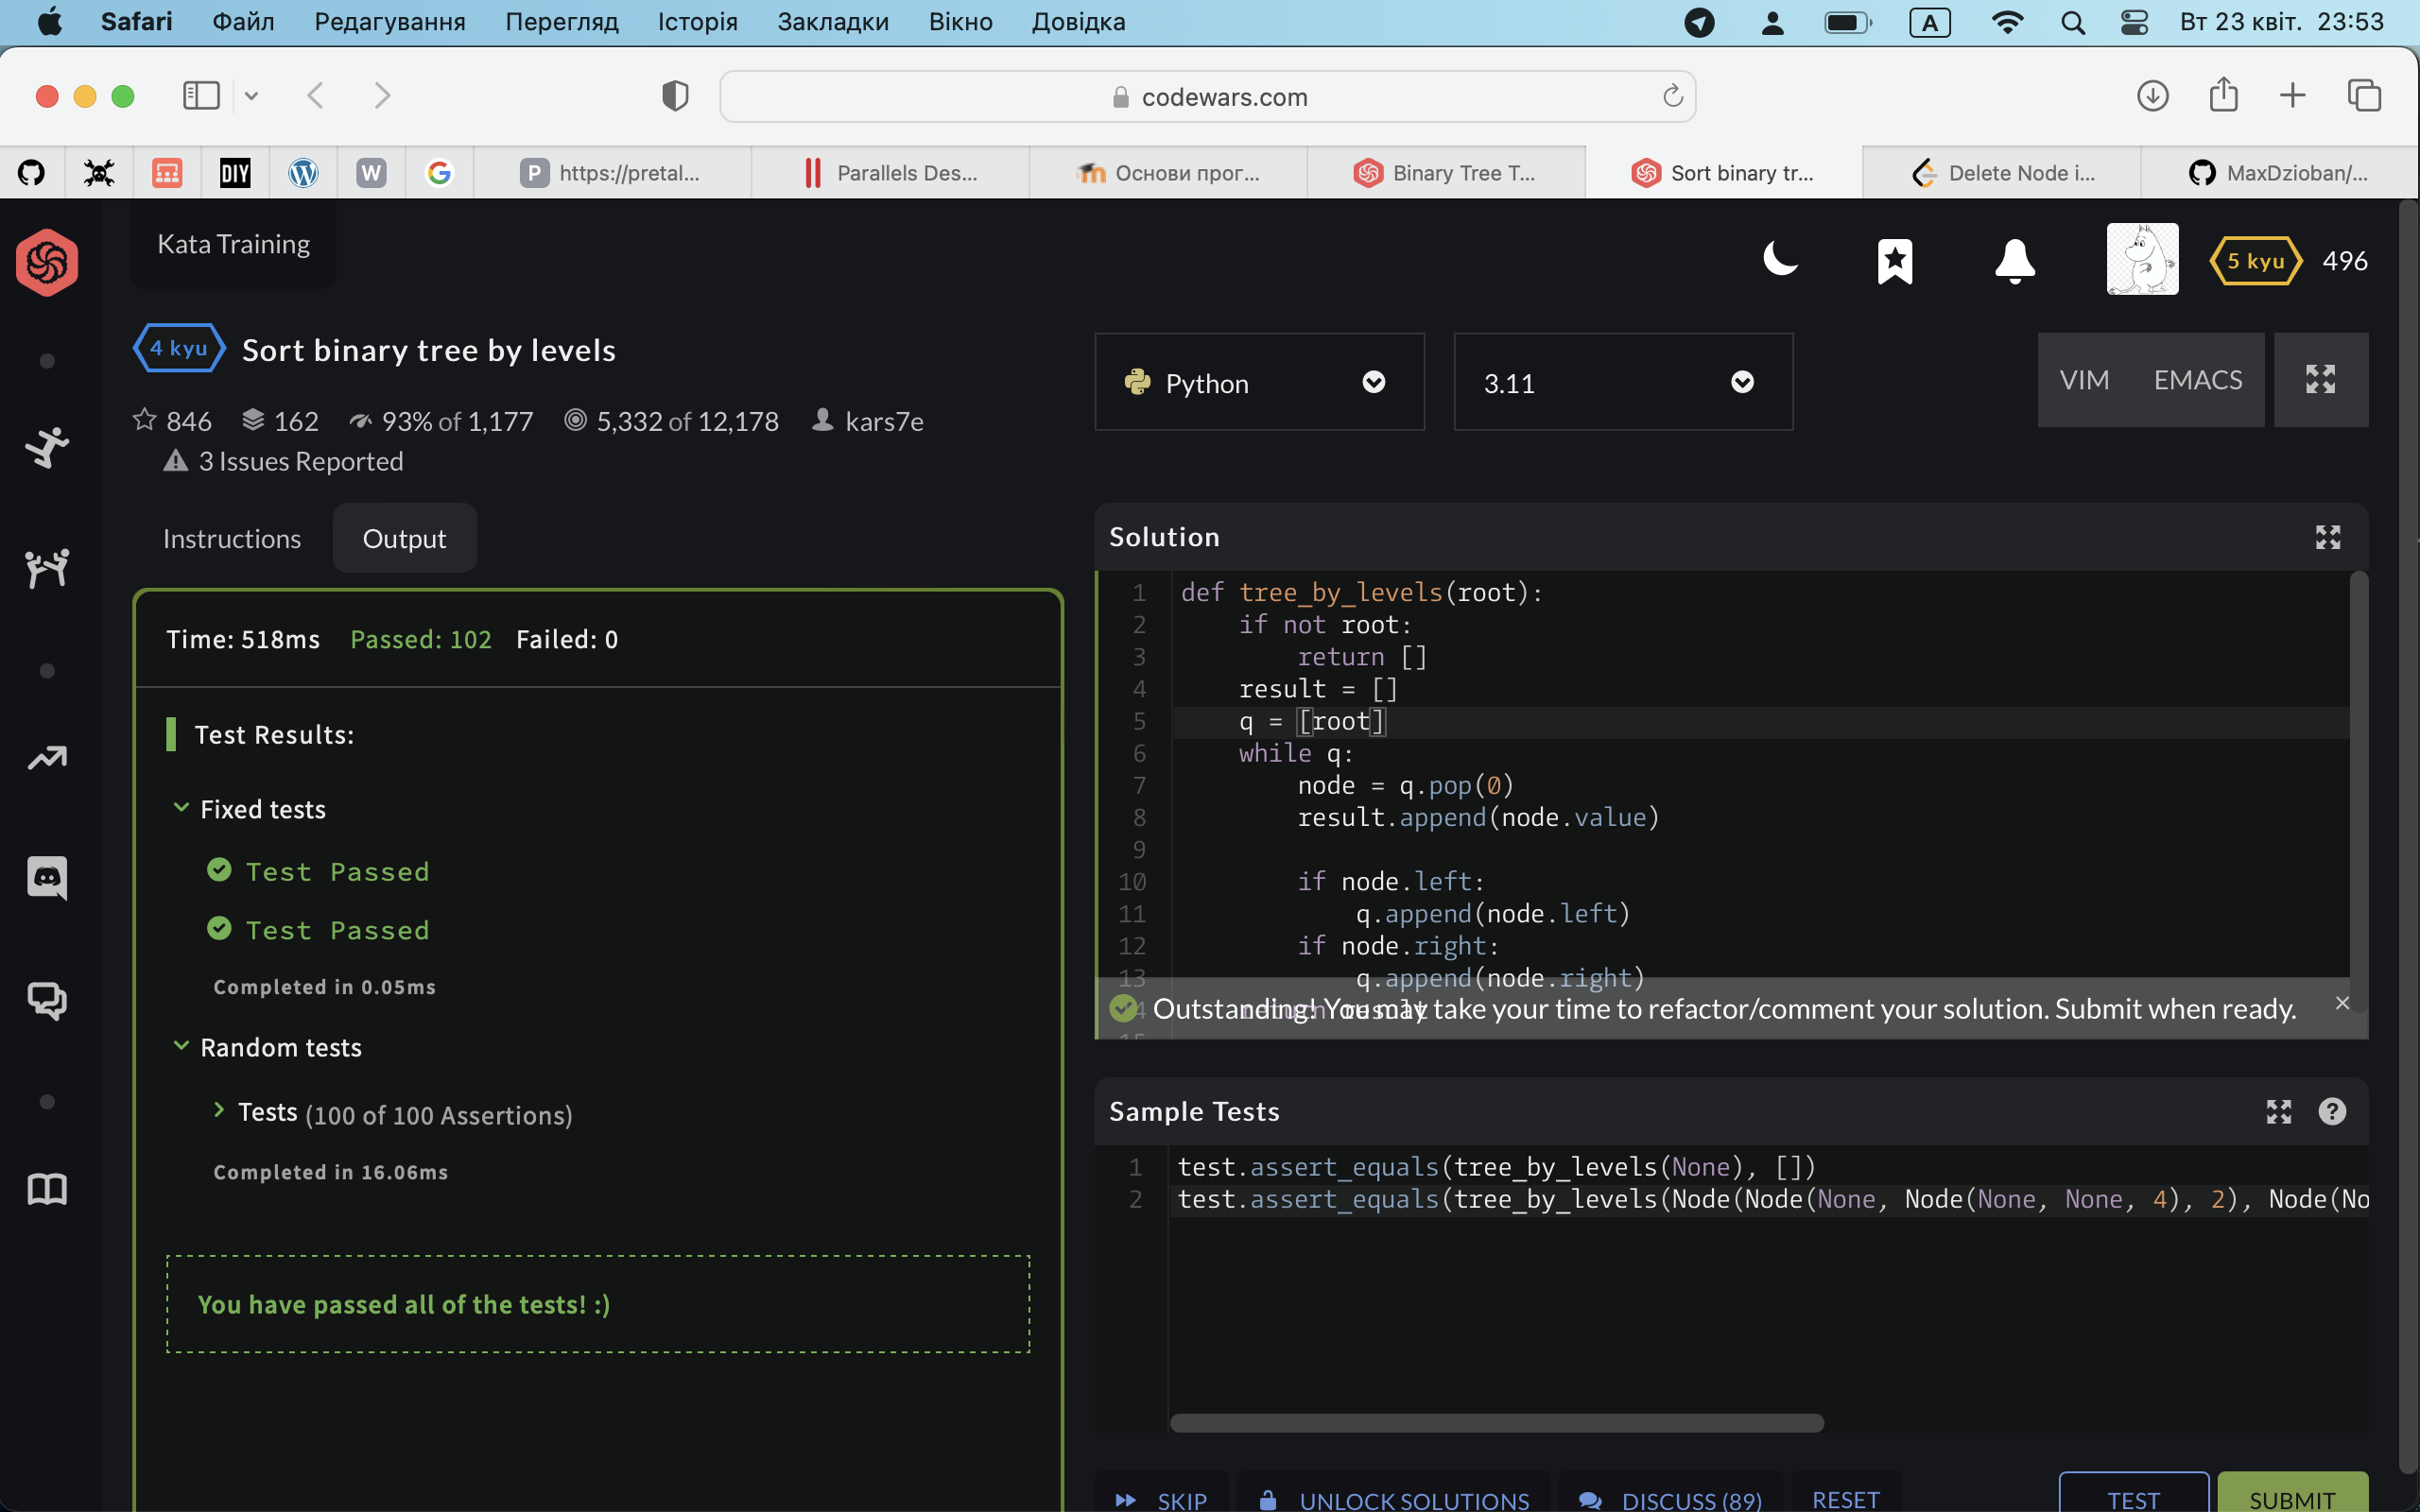 Safari Файл Редагування Перегляд Історія Закладки Вікно Довідка A Вт 23 квіт. 23:53
codewars.com
DIY W P https://pretal... Parallels Des... Основи прог... Binary Tree T... Sort binary tr... Delete Node i... MaxDzioban/...
Kata Training
5 kyu 496
4 kyu Sort binary tree by levels
846 162 93% of 1,177 5,332 of 12,178 kars7e
3 Issues Reported
Python 3.11 VIM EMACS
Instructions Output
Time: 518ms Passed: 102 Failed: 0
Test Results:
Fixed tests
Test Passed
Test Passed
Completed in 0.05ms
Random tests
Tests (100 of 100 Assertions)
Completed in 16.06ms
You have passed all of the tests! :)
Solution
1 def tree_by_levels(root):
2 if not root:
3 return []
4 result = []
5 q = [root]
6 while q:
7 node = q.pop(0)
8 result.append(node.value)
9
10 if node.left:
11 q.append(node.left)
12 if node.right:
13 q.append(node.right)
14 return result
Outstanding! You may take your time to refactor/comment your solution. Submit when ready.
15
Sample Tests
1 test.assert_equals(tree_by_levels(None), [])
2 test.assert_equals(tree_by_levels(Node(Node(None, Node(None, None, 4), 2), Node(No
SKIP UNLOCK SOLUTIONS DISCUSS (89) RESET TEST SUBMIT